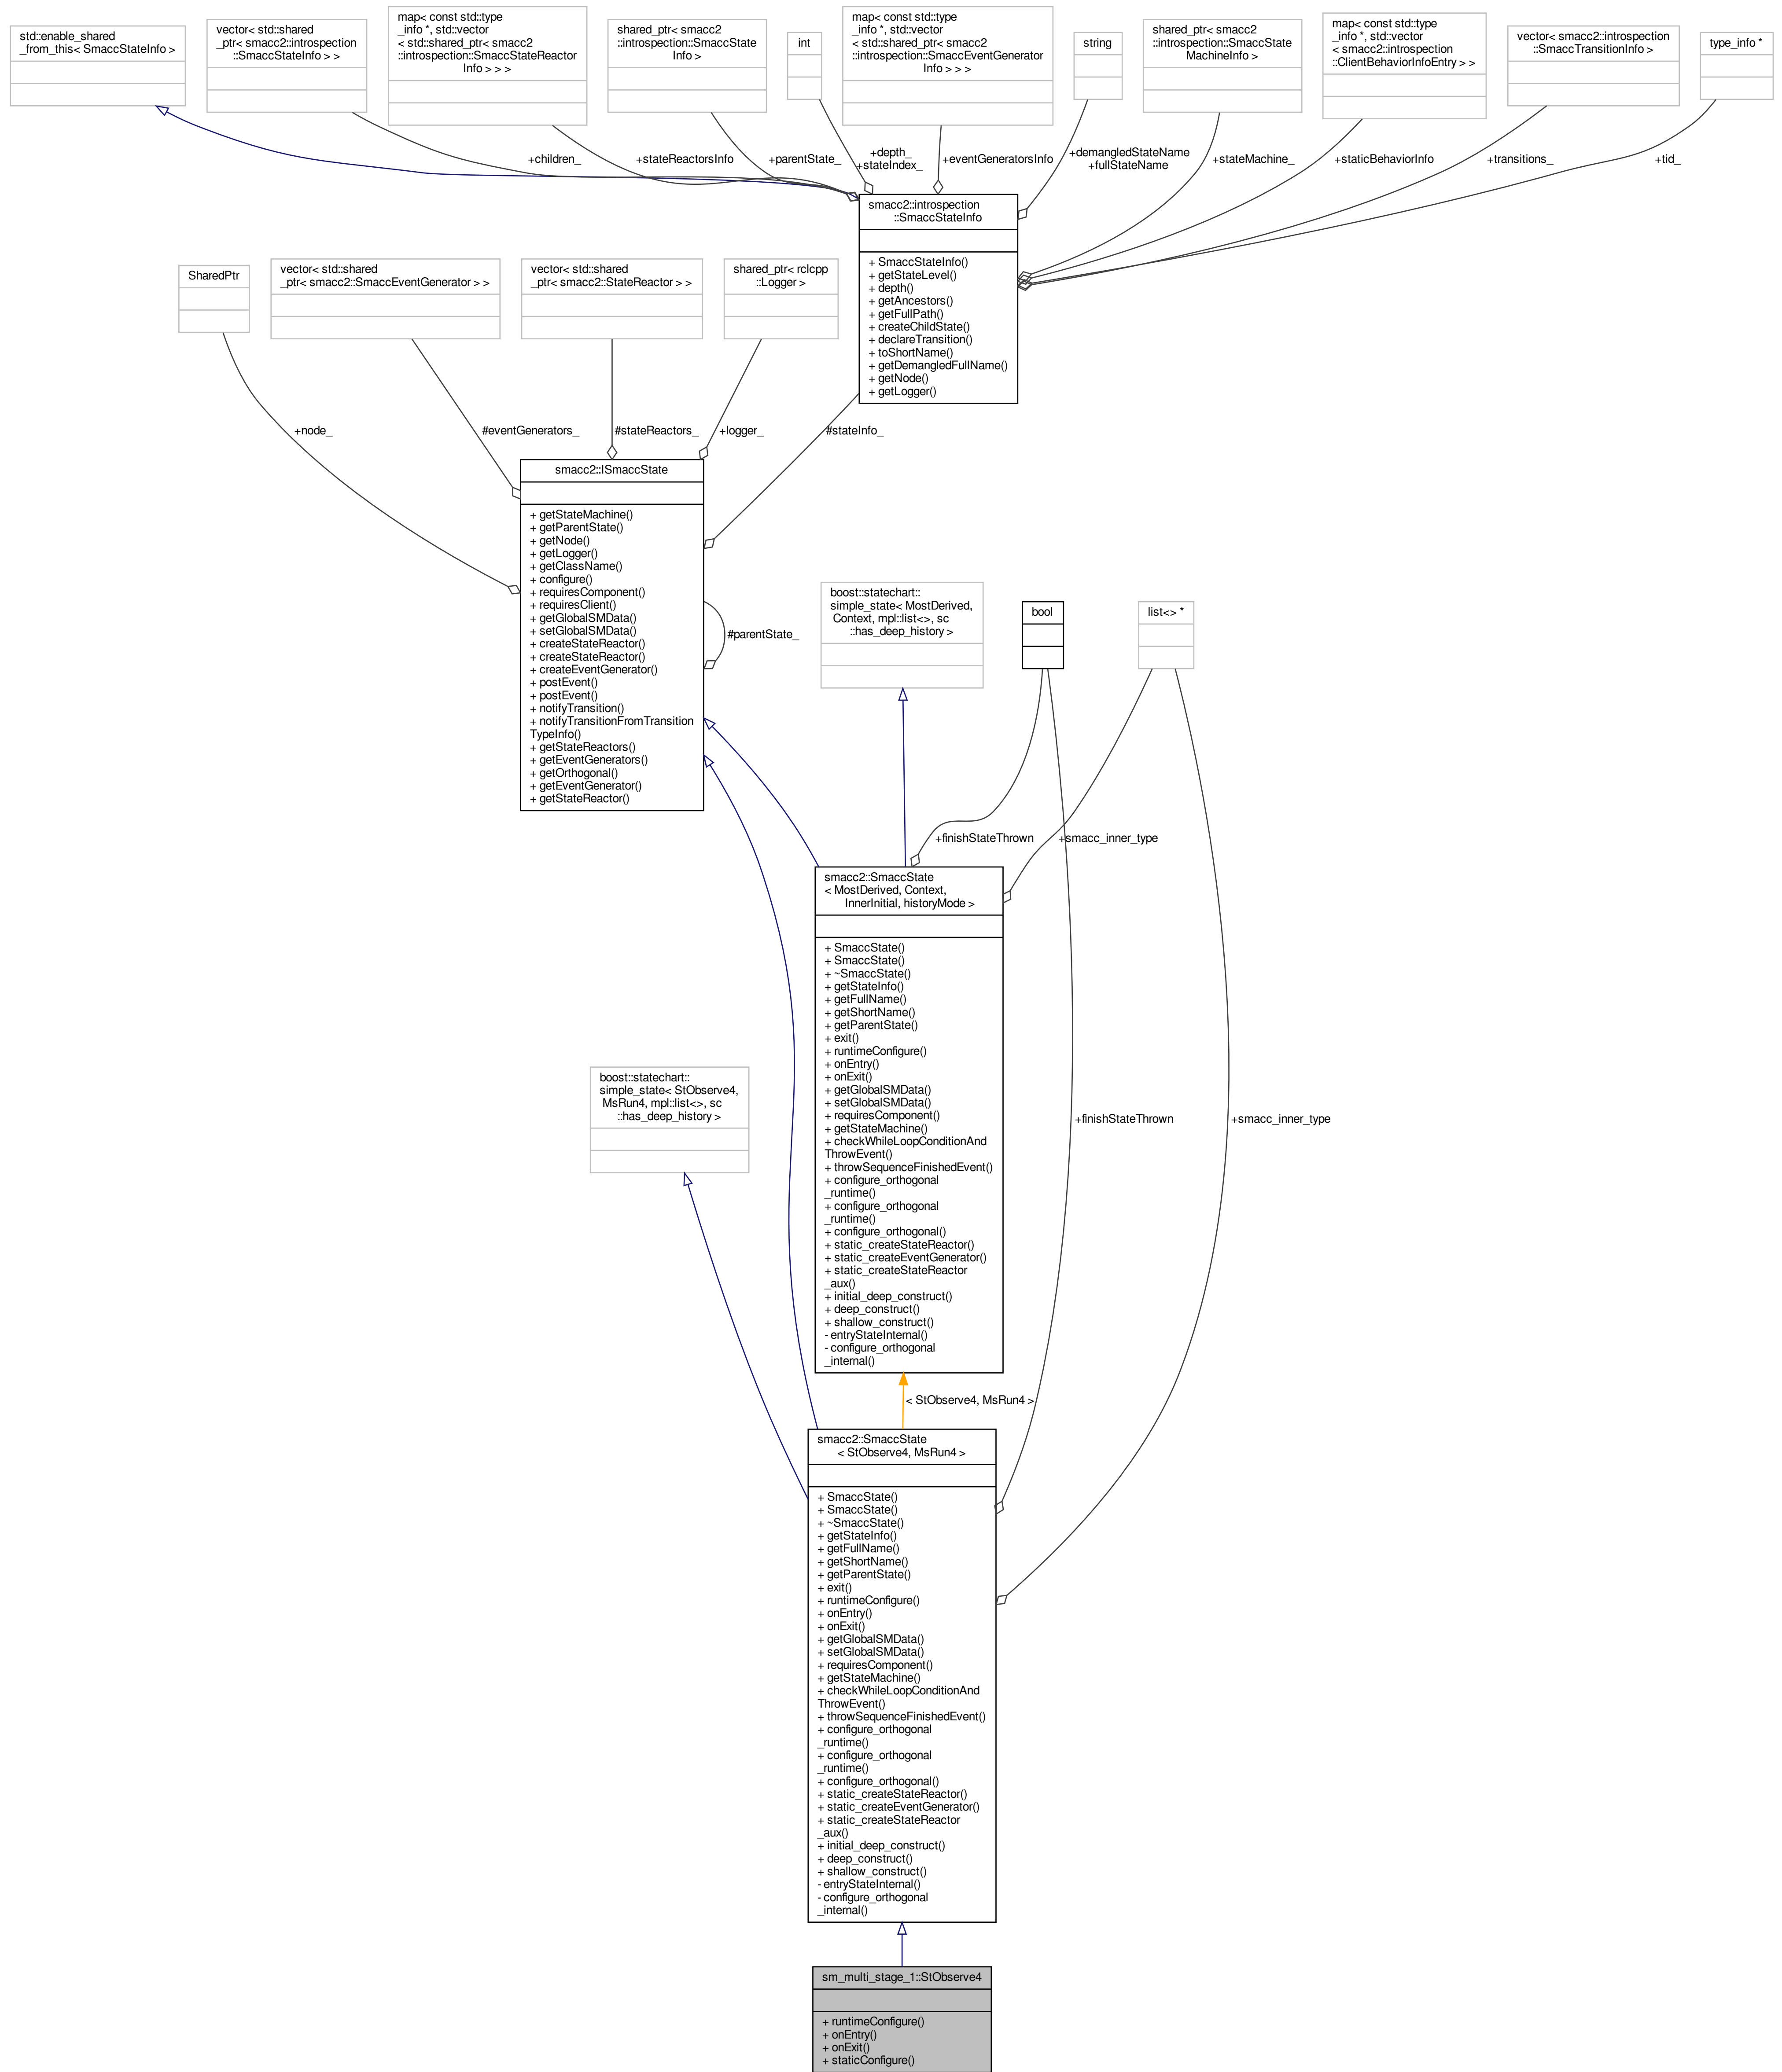 std::enable_shared
_from_this< SmaccStateInfo >
vector< std::shared
_ptr< smacc2::introspection
::SmaccStateInfo > >
map< const std::type
_info *, std::vector
< std::shared_ptr< smacc2
::introspection::SmaccStateReactor
Info > > >
shared_ptr< smacc2
::introspection::SmaccState
Info >
int
map< const std::type
_info *, std::vector
< std::shared_ptr< smacc2
::introspection::SmaccEventGenerator
Info > > >
string
shared_ptr< smacc2
::introspection::SmaccState
MachineInfo >
map< const std::type
_info *, std::vector
< smacc2::introspection
::ClientBehaviorInfoEntry > >
vector< smacc2::introspection
::SmaccTransitionInfo >
type_info *
+children_
+stateReactorsInfo
+parentState_
+depth_
+stateIndex_
+eventGeneratorsInfo
+demangledStateName
+fullStateName
+stateMachine_
+staticBehaviorInfo
+transitions_
+tid_
smacc2::introspection
::SmaccStateInfo
+ SmaccStateInfo()
+ getStateLevel()
+ depth()
+ getAncestors()
+ getFullPath()
+ createChildState()
+ declareTransition()
+ toShortName()
+ getDemangledFullName()
+ getNode()
+ getLogger()
SharedPtr
vector< std::shared
_ptr< smacc2::SmaccEventGenerator > >
vector< std::shared
_ptr< smacc2::StateReactor > >
shared_ptr< rclcpp
::Logger >
+node_
#eventGenerators_
#stateReactors_
+logger_
#stateInfo_
smacc2::ISmaccState
+ getStateMachine()
+ getParentState()
+ getNode()
+ getLogger()
+ getClassName()
+ configure()
+ requiresComponent()
+ requiresClient()
+ getGlobalSMData()
+ setGlobalSMData()
+ createStateReactor()
+ createStateReactor()
+ createEventGenerator()
+ postEvent()
+ postEvent()
+ notifyTransition()
+ notifyTransitionFromTransition
TypeInfo()
+ getStateReactors()
+ getEventGenerators()
+ getOrthogonal()
+ getEventGenerator()
+ getStateReactor()
#parentState_
boost::statechart::
simple_state< MostDerived,
Context, mpl::list<>, sc
::has_deep_history >
bool
list<> *
+finishStateThrown
+smacc_inner_type
smacc2::SmaccState
< MostDerived, Context,
InnerInitial, historyMode >
+ SmaccState()
+ SmaccState()
+ ~SmaccState()
+ getStateInfo()
+ getFullName()
+ getShortName()
+ getParentState()
+ exit()
+ runtimeConfigure()
+ onEntry()
+ onExit()
+ getGlobalSMData()
+ setGlobalSMData()
+ requiresComponent()
+ getStateMachine()
+ checkWhileLoopConditionAnd
ThrowEvent()
+ throwSequenceFinishedEvent()
+ configure_orthogonal
_runtime()
+ configure_orthogonal
_runtime()
+ configure_orthogonal()
+ static_createStateReactor()
+ static_createEventGenerator()
+ static_createStateReactor
_aux()
+ initial_deep_construct()
+ deep_construct()
+ shallow_construct()
- entryStateInternal()
- configure_orthogonal
_internal()
boost::statechart::
simple_state< StObserve4,
MsRun4, mpl::list<>, sc
::has_deep_history >
+finishStateThrown
+smacc_inner_type
< StObserve4, MsRun4 >
smacc2::SmaccState
< StObserve4, MsRun4 >
+ SmaccState()
+ SmaccState()
+ ~SmaccState()
+ getStateInfo()
+ getFullName()
+ getShortName()
+ getParentState()
+ exit()
+ runtimeConfigure()
+ onEntry()
+ onExit()
+ getGlobalSMData()
+ setGlobalSMData()
+ requiresComponent()
+ getStateMachine()
+ checkWhileLoopConditionAnd
ThrowEvent()
+ throwSequenceFinishedEvent()
+ configure_orthogonal
_runtime()
+ configure_orthogonal
_runtime()
+ configure_orthogonal()
+ static_createStateReactor()
+ static_createEventGenerator()
+ static_createStateReactor
_aux()
+ initial_deep_construct()
+ deep_construct()
+ shallow_construct()
- entryStateInternal()
- configure_orthogonal
_internal()
sm_multi_stage_1::StObserve4
+ runtimeConfigure()
+ onEntry()
+ onExit()
+ staticConfigure()